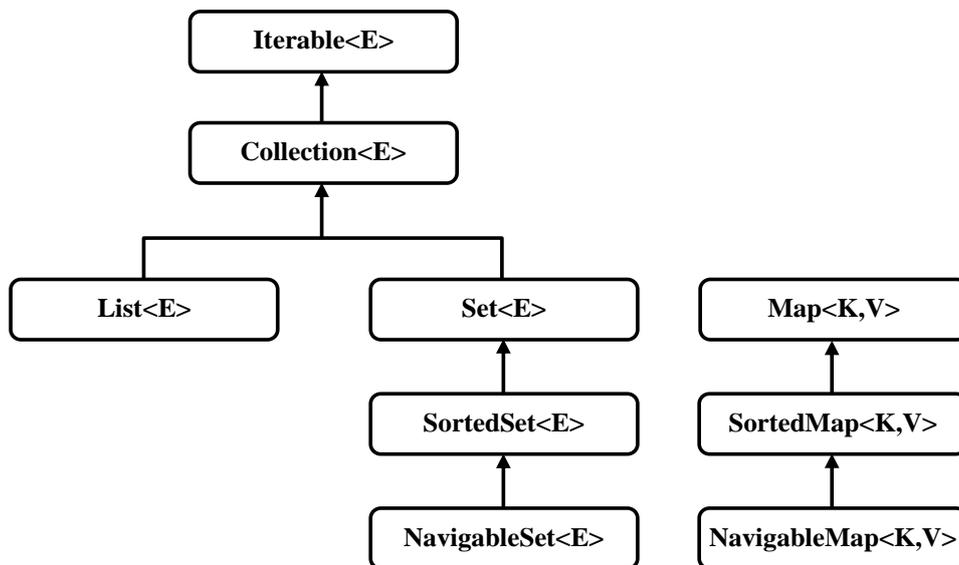 Iterable<E>
Collection<E>
List<E>
Set<E>
Map<K,V>
SortedSet<E>
SortedMap<K,V>
NavigableSet<E>
NavigableMap<K,V>